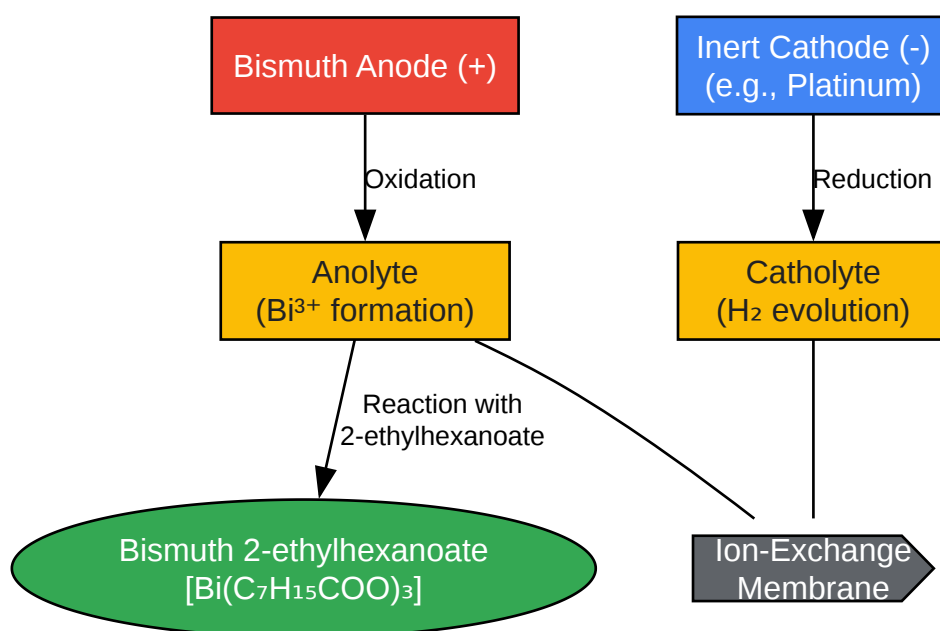 Bismuth Anode (+)
Inert Cathode (-)
(e.g., Platinum)
Oxidation
Reduction
Anolyte
(Bi³⁺ formation)
Catholyte
(H₂ evolution)
Reaction with
2-ethylhexanoate
Bismuth 2-ethylhexanoate
[Bi(C₇H₁₅COO)₃]
Ion-Exchange
Membrane